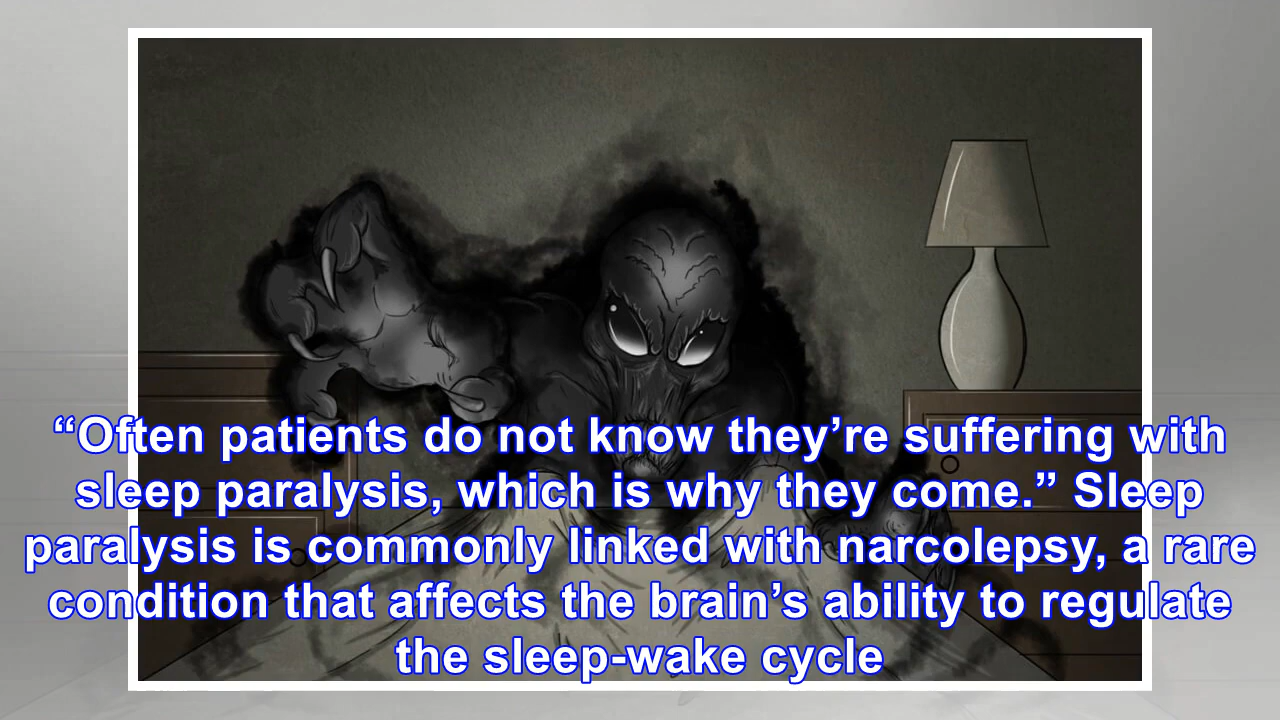 “Often patients do not know they’re suffering with
sleep paralysis, which is why they come.” Sleep
paralysis is commonly linked with narcolepsy, a rare
condition that affects the brain’s ability to regulate
the sleep-wake cycle